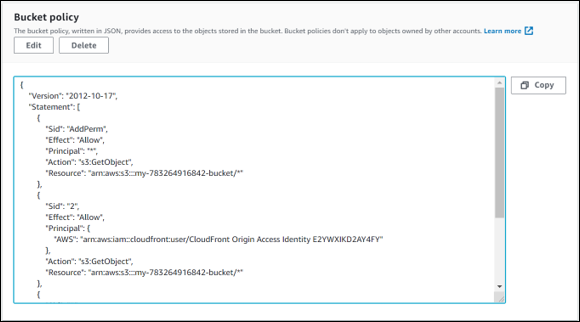 Bucket policy
The bucket policy, written in JSON, provides access to the objects stored in the bucket. Bucket policies don't apply to objects owned by other accounts. Learn more
Edit Delete
Copy
{
"Version": "2012-10-17",
"Statement": [
{
"Sid": "AddPerm",
"Effect": "Allow",
"Principal": "*",
"Action": "s3:GetObject",
"Resource": "arn:aws:s3:::my-783264916842-bucket/*"
},
{
"Sid": "2",
"Effect": "Allow",
"Principal": {
"AWS": "arn:aws:iam::cloudfront:user/CloudFront Origin Access Identity E2YWXIKD2AY4FY"
},
"Action": "s3:GetObject",
"Resource": "arn:aws:s3:::my-783264916842-bucket/*"
},
{